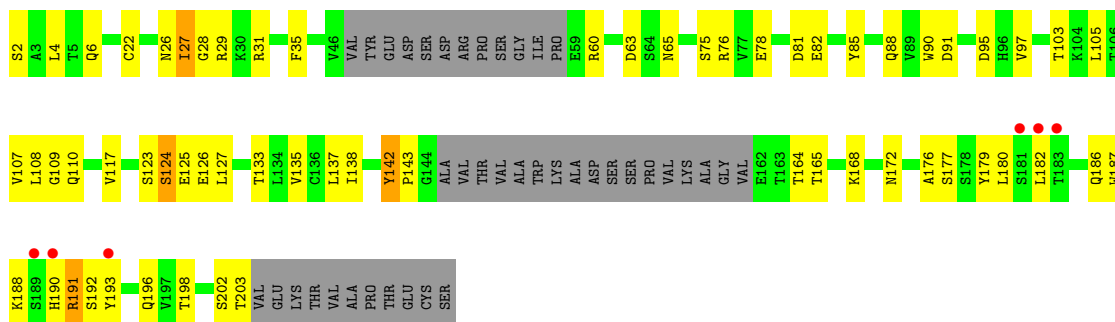 S2 A3 L4 T5 Q6 C22 N26 I27 G28 R29 K30 R31 F35 V46 VAL TYR GLU ASP SER ASP ARG PRO SER GLY ILE PRO E59 R60 D63 S64 N65 S75 R76 V77 E78 D81 E82 Y85 Q88 V89 W90 D91 D95 H96 V97 T103 K104 L105 T106
V107 L108 G109 Q110 V117 S123 S124 E125 E126 L127 T133 L134 V135 C136 L137 I138 Y142 P143 G144 ALA VAL THR VAL ALA TRP LYS ALA ASP SER SER PRO VAL LYS ALA GLY VAL E162 T163 T164 T165 K168 N172 A176 S177 S178 Y179 L180 S181 L182 T183 Q186 W187
K188 S189 H190 R191 S192 Y193 Q196 V197 T198 S202 T203 VAL GLU LYS THR VAL ALA PRO THR GLU CYS SER